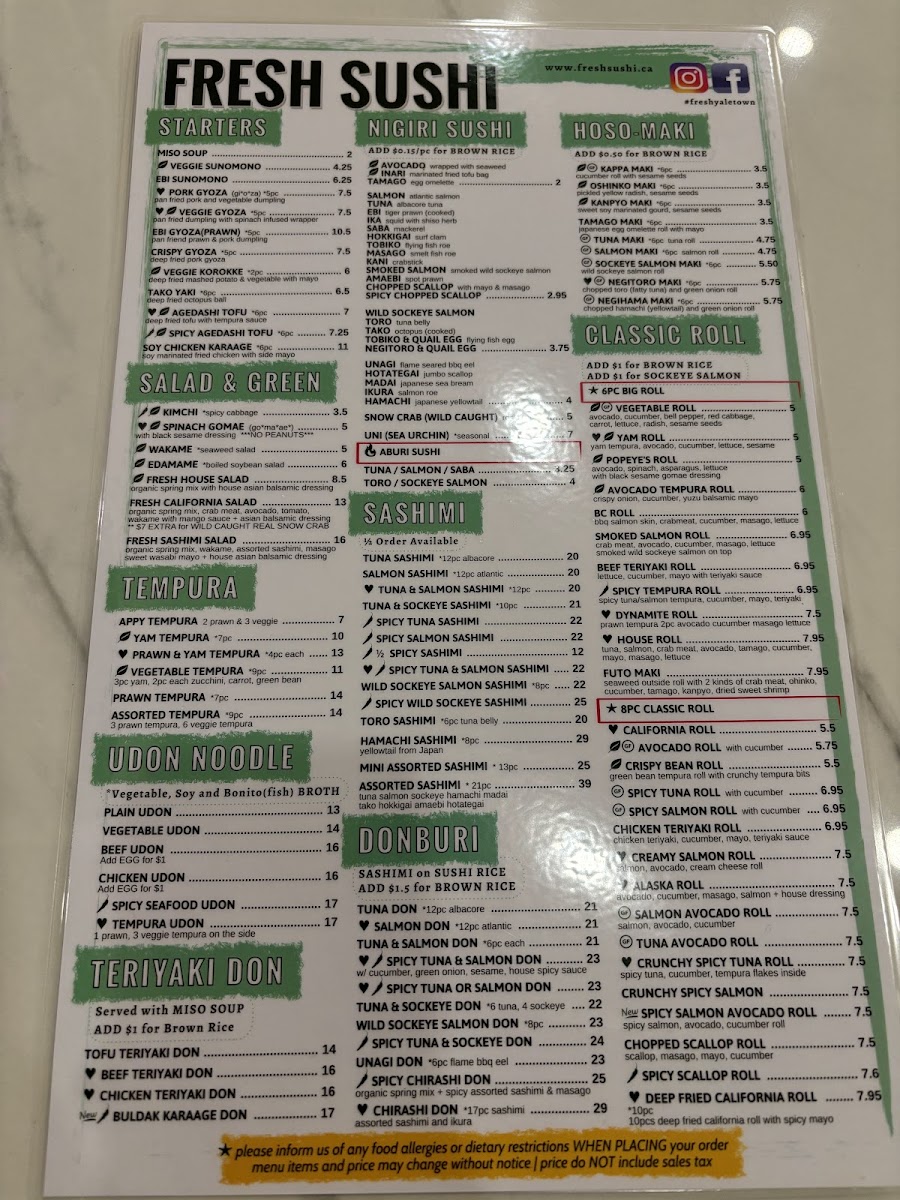 FRESH SUSHI
www.freshsushi.ca
#freshyaletown
STARTERS
MISO SOUP 2
VEGGIE SUNOMONO 4.25
EBI SUNOMONO 6.25
PORK GYOZA (gi*o*za) *5pc 7.5
pan fried pork and vegetable dumpling
VEGGIE GYOZA *5pc 7.5
pan fried dumpling with spinach infused wrapper
EBI GYOZA(PRAWN) *5pc 10.5
pan friend prawn & pork dumpling
CRISPY GYOZA *5pc 7.5
deep fried pork gyoza
VEGGIE KOROKKE *2pc 6
deep fried mashed potato & vegetable with mayo
TAKO YAKI *6pc 6.5
deep fried octopus ball
AGEDASHI TOFU *6pc 7
deep fried tofu with tempura sauce
SPICY AGEDASHI TOFU *6pc 7.25
SOY CHICKEN KARAAGE *6pc 11
soy marinated fried chicken with side mayo
SALAD & GREEN
KIMCHI *spicy cabbage 3.5
SPINACH GOMAE (go*ma*ae*) 5
with black sesame dressing ***NO PEANUTS***
WAKAME *seaweed salad 5
EDAMAME *boiled soybean salad 6
FRESH HOUSE SALAD 8.5
organic spring mix with house asian balsamic dressing
FRESH CALIFORNIA SALAD 13
organic spring mix, crab meat, avocado, tomato,
wakame with mango sauce + asian balsamic dressing
** $7 EXTRA for WILD CAUGHT REAL SNOW CRAB
FRESH SASHIMI SALAD 16
organic spring mix, wakame, assorted sashimi, masago
sweet wasabi mayo + house asian balsamic dressing
TEMPURA
APPY TEMPURA 2 prawn & 3 veggie 7
YAM TEMPURA *7pc 10
PRAWN & YAM TEMPURA *4pc each 13
VEGETABLE TEMPURA *9pc 11
3pc yam, 2pc each zucchini, carrot, green bean
PRAWN TEMPURA *7pc 14
ASSORTED TEMPURA *9pc 14
3 prawn tempura, 6 veggie tempura
UDON NOODLE
*Vegetable, Soy and Bonito(fish) BROTH
PLAIN UDON 13
VEGETABLE UDON 14
BEEF UDON 16
Add EGG for $1
CHICKEN UDON 16
Add EGG for $1
SPICY SEAFOOD UDON 17
TEMPURA UDON 17
1 prawn, 3 veggie tempura on the side
TERIYAKI DON
Served with MISO SOUP
ADD $1 for Brown Rice
TOFU TERIYAKI DON 14
BEEF TERIYAKI DON 16
CHICKEN TERIYAKI DON 16
New BULDAK KARAAGE DON 17
NIGIRI SUSHI
ADD $0.15/pc for BROWN RICE
AVOCADO wrapped with seaweed
INARI marinated fried tofu bag
TAMAGO egg omelette 2
SALMON atlantic salmon
TUNA albacore tuna
EBI tiger prawn (cooked)
IKA squid with shiso herb
SABA mackerel
HOKKIGAI surf clam
TOBIKO flying fish roe
MASAGO smelt fish roe
KANI crabstick
SMOKED SALMON smoked wild sockeye salmon
AMAEBI spot prawn
CHOPPED SCALLOP with mayo & masago
SPICY CHOPPED SCALLOP 2.95
WILD SOCKEYE SALMON
TORO tuna belly
TAKO octopus (cooked)
TOBIKO & QUAIL EGG flying fish egg
NEGITORO & QUAIL EGG 3.75
UNAGI flame seared bbq eel
HOTATEGAI jumbo scallop
MADAI japanese sea bream
IKURA salmon roe
HAMACHI japanese yellowtail 4
SNOW CRAB (WILD CAUGHT) 5
UNI (SEA URCHIN) *seasonal 7
ABURI SUSHI
TUNA / SALMON / SABA 3.25
TORO / SOCKEYE SALMON 4
SASHIMI
½ Order Available
TUNA SASHIMI *12pc albacore 20
SALMON SASHIMI *12pc atlantic 20
TUNA & SALMON SASHIMI *12pc 20
TUNA & SOCKEYE SASHIMI *10pc 21
SPICY TUNA SASHIMI 22
SPICY SALMON SASHIMI 22
½ SPICY SASHIMI 12
SPICY TUNA & SALMON SASHIMI 22
WILD SOCKEYE SALMON SASHIMI *8pc 22
SPICY WILD SOCKEYE SASHIMI 25
TORO SASHIMI *6pc tuna belly 20
HAMACHI SASHIMI *8pc 29
yellowtail from Japan
MINI ASSORTED SASHIMI * 13pc 25
ASSORTED SASHIMI * 21pc 39
tuna salmon sockeye hamachi madai
tako hokkigai amaebi hotategai
DONBURI
SASHIMI on SUSHI RICE
ADD $1.5 for BROWN RICE
TUNA DON *12pc albacore 21
SALMON DON *12pc atlantic 21
TUNA & SALMON DON *6pc each 21
SPICY TUNA & SALMON DON 23
w/ cucumber, green onion, sesame, house spicy sauce
SPICY TUNA OR SALMON DON 23
TUNA & SOCKEYE DON *6 tuna, 4 sockeye 22
WILD SOCKEYE SALMON DON *8pc 23
SPICY TUNA & SOCKEYE DON 24
UNAGI DON *6pc flame bbq eel 23
SPICY CHIRASHI DON 25
organic spring mix + spicy assorted sashimi & masago
CHIRASHI DON *17pc sashimi 29
assorted sashimi and ikura
HOSO-MAKI
ADD $0.50 for BROWN RICE
GF KAPPA MAKI *6pc 3.5
cucumber roll with sesame seeds
OSHINKO MAKI *6pc 3.5
pickled yellow radish, sesame seeds
KANPYO MAKI *6pc 3.5
sweet soy marinated gourd, sesame seeds
TAMAGO MAKI *6pc 3.5
japanese egg omelette roll with mayo
GF TUNA MAKI *6pc tuna roll 4.75
GF SALMON MAKI *6pc salmon roll 4.75
GF SOCKEYE SALMON MAKI *6pc 5.50
wild sockeye salmon roll
NEGITORO MAKI *6pc 5.75
chopped toro (fatty tuna) and green onion roll
GF NEGIHAMA MAKI *6pc 5.75
chopped hamachi (yellowtail) and green onion roll
CLASSIC ROLL
ADD $1 for BROWN RICE
ADD $1 for SOCKEYE SALMON
★ 6PC BIG ROLL
GF VEGETABLE ROLL 5
avocado, cucumber, bell pepper, red cabbage,
carrot, lettuce, radish, sesame seeds
YAM ROLL 5
yam tempura, avocado, cucumber, lettuce, sesame
POPEYE'S ROLL 5
avocado, spinach, asparagus, lettuce
with black sesame gomae dressing
AVOCADO TEMPURA ROLL 6
crispy onion, cucumber, yuzu balsamic mayo
BC ROLL 6
bbq salmon skin, crabmeat, cucumber, masago, lettuce
SMOKED SALMON ROLL 6.95
crab meat, avocado, cucumber, masago, lettuce
smoked wild sockeye salmon on top
BEEF TERIYAKI ROLL 6.95
lettuce, cucumber, mayo with teriyaki sauce
SPICY TEMPURA ROLL 6.95
spicy tuna/salmon tempura, cucumber, mayo, teriyaki
DYNAMITE ROLL 7.5
prawn tempura 2pc avocado cucumber masago lettuce
HOUSE ROLL 7.95
tuna, salmon, crab meat, avocado, tamago, cucumber,
mayo, masago, lettuce
FUTO MAKI 7.95
seaweed outside roll with 2 kinds of crab meat, ohinko,
cucumber, tamago, kanpyo, dried sweet shrimp
★ 8PC CLASSIC ROLL
CALIFORNIA ROLL 5.5
GF AVOCADO ROLL with cucumber 5.75
CRISPY BEAN ROLL 5.5
green bean tempura roll with crunchy tempura bits
GF SPICY TUNA ROLL with cucumber 6.95
GF SPICY SALMON ROLL with cucumber 6.95
CHICKEN TERIYAKI ROLL 6.95
chicken teriyaki, cucumber, mayo, teriyaki sauce
CREAMY SALMON ROLL 7.5
salmon, avocado, cream cheese roll
ALASKA ROLL 7.5
avocado, cucumber, masago, salmon + house dressing
GF SALMON AVOCADO ROLL 7.5
salmon, avocado, cucumber
GF TUNA AVOCADO ROLL 7.5
CRUNCHY SPICY TUNA ROLL 7.5
spicy tuna, cucumber, tempura flakes inside
CRUNCHY SPICY SALMON 7.5
New SPICY SALMON AVOCADO ROLL 7.5
spicy salmon, avocado, cucumber roll
CHOPPED SCALLOP ROLL 7.5
scallop, masago, mayo, cucumber
SPICY SCALLOP ROLL 7.6
DEEP FRIED CALIFORNIA ROLL 7.95
*10pc
10pcs deep fried california roll with spicy mayo
★ please inform us of any food allergies or dietary restrictions WHEN PLACING your order
menu items and price may change without notice | price do NOT include sales tax